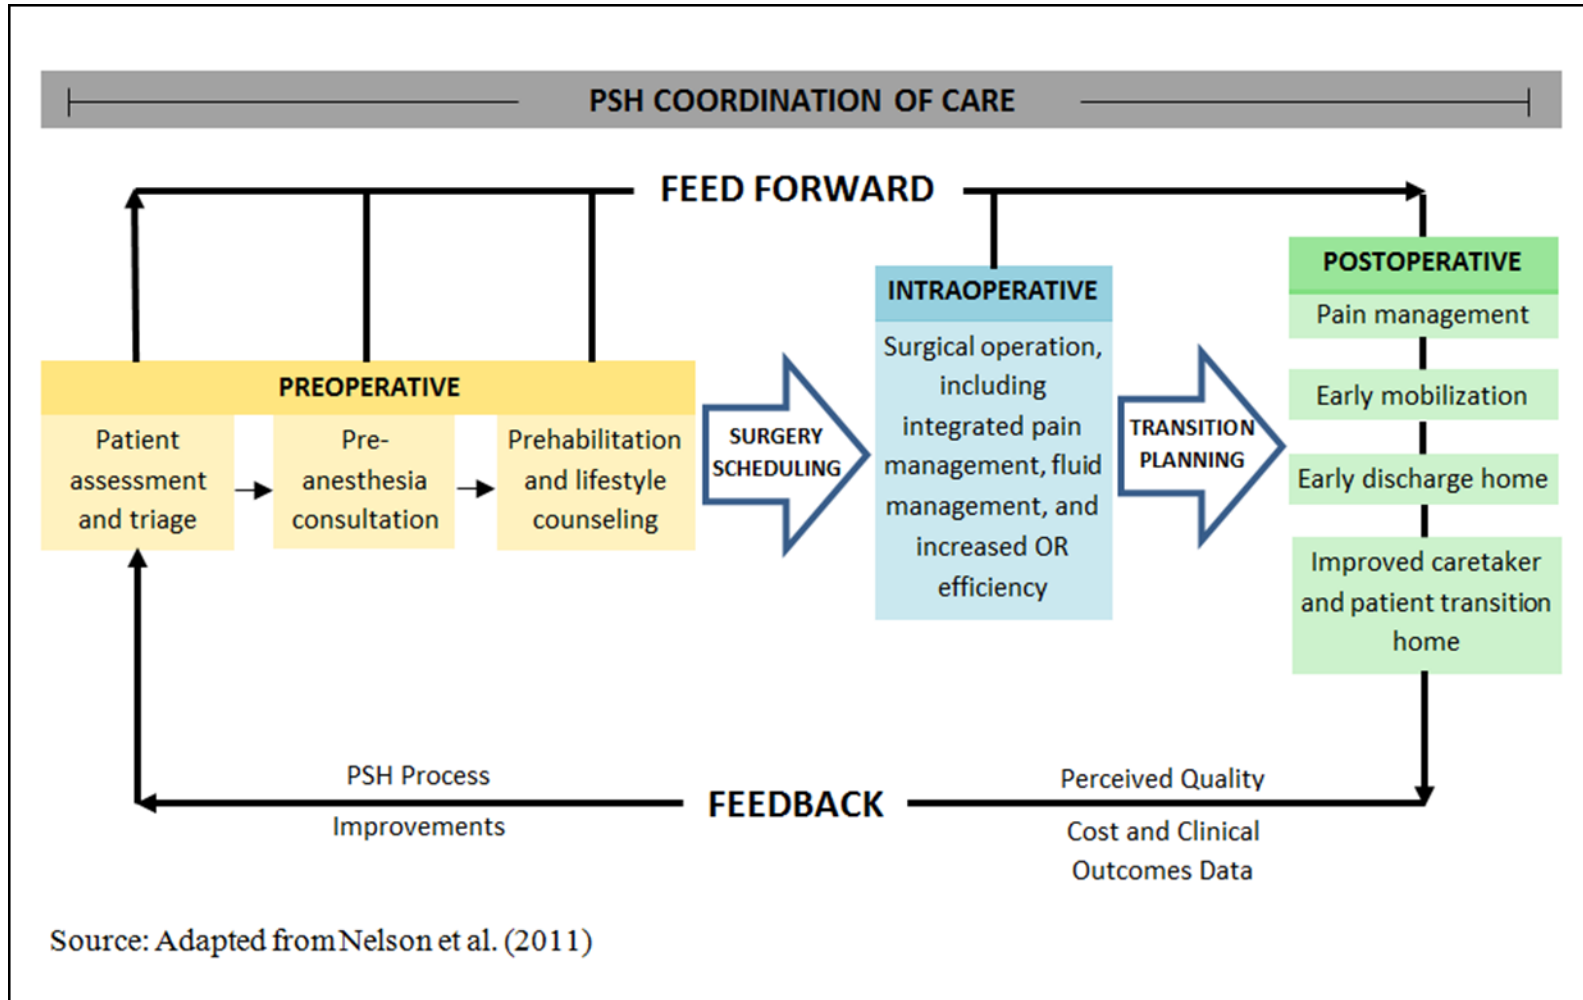 PSH COORDINATION OF CARE
FEED FORWARD
PREOPERATIVE
Patient
assessment
and triage
Pre-
anesthesia
consultation
Prehabilitation
and lifestyle
counseling
SURGERY
SCHEDULING
INTRAOPERATIVE
Surgical operation,
including
integrated pain
management, fluid
management, and
increased OR
efficiency
TRANSITION
PLANNING
POSTOPERATIVE
Pain management
Early mobilization
Early discharge home
Improved caretaker
and patient transition
home
PSH Process
Improvements
FEEDBACK
Perceived Quality
Cost and Clinical
Outcomes Data
Source: Adapted from Nelson et al. (2011)